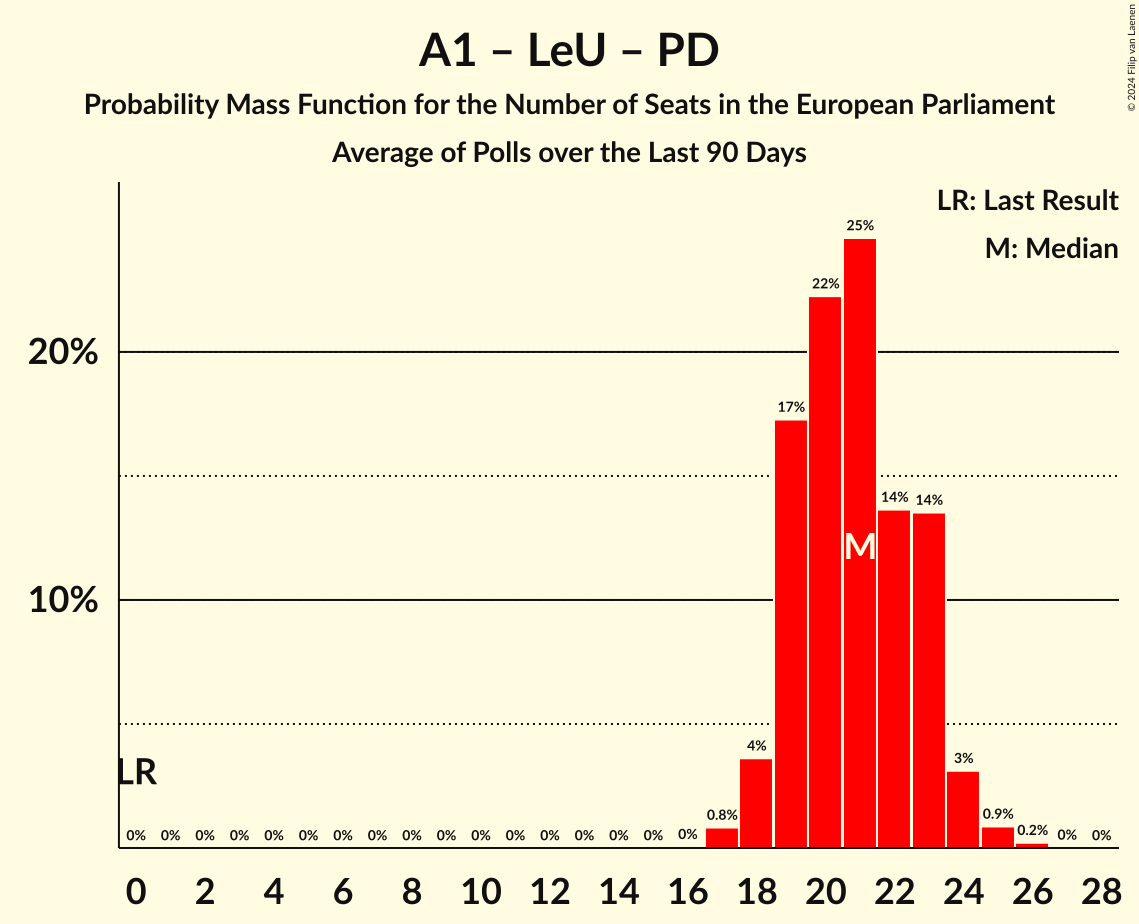 A1 – LeU – PD
Probability Mass Function for the Number of Seats in the European Parliament
Average of Polls over the Last 90 Days
© 2024 Filip van Laenen
LR: Last Result
M: Median
25%
22%
20%
17%
14% 14%
M
10%
LR
4%
3%
0% 0% 0% 0% 0% 0% 0% 0% 0% 0% 0% 0% 0% 0% 0% 0% 0% 0.8% 0.9% 0.2% 0% 0%
0 2 4 6 8 10 12 14 16 18 20 22 24 26 28